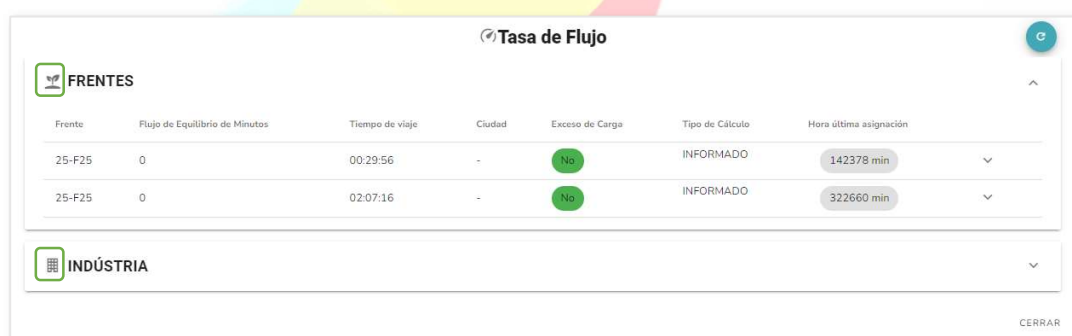 Tasa de Flujo
FRENTES
Frente Flujo de Equilibrio de Minutos Tiempo de viaje Ciudad Exceso de Carga Tipo de Cálculo Hora última asignación
25-F25 0 00:29:56 - No INFORMADO 142378 min
25-F25 0 02:07:16 - No INFORMADO 322660 min
INDÚSTRIA
CERRAR